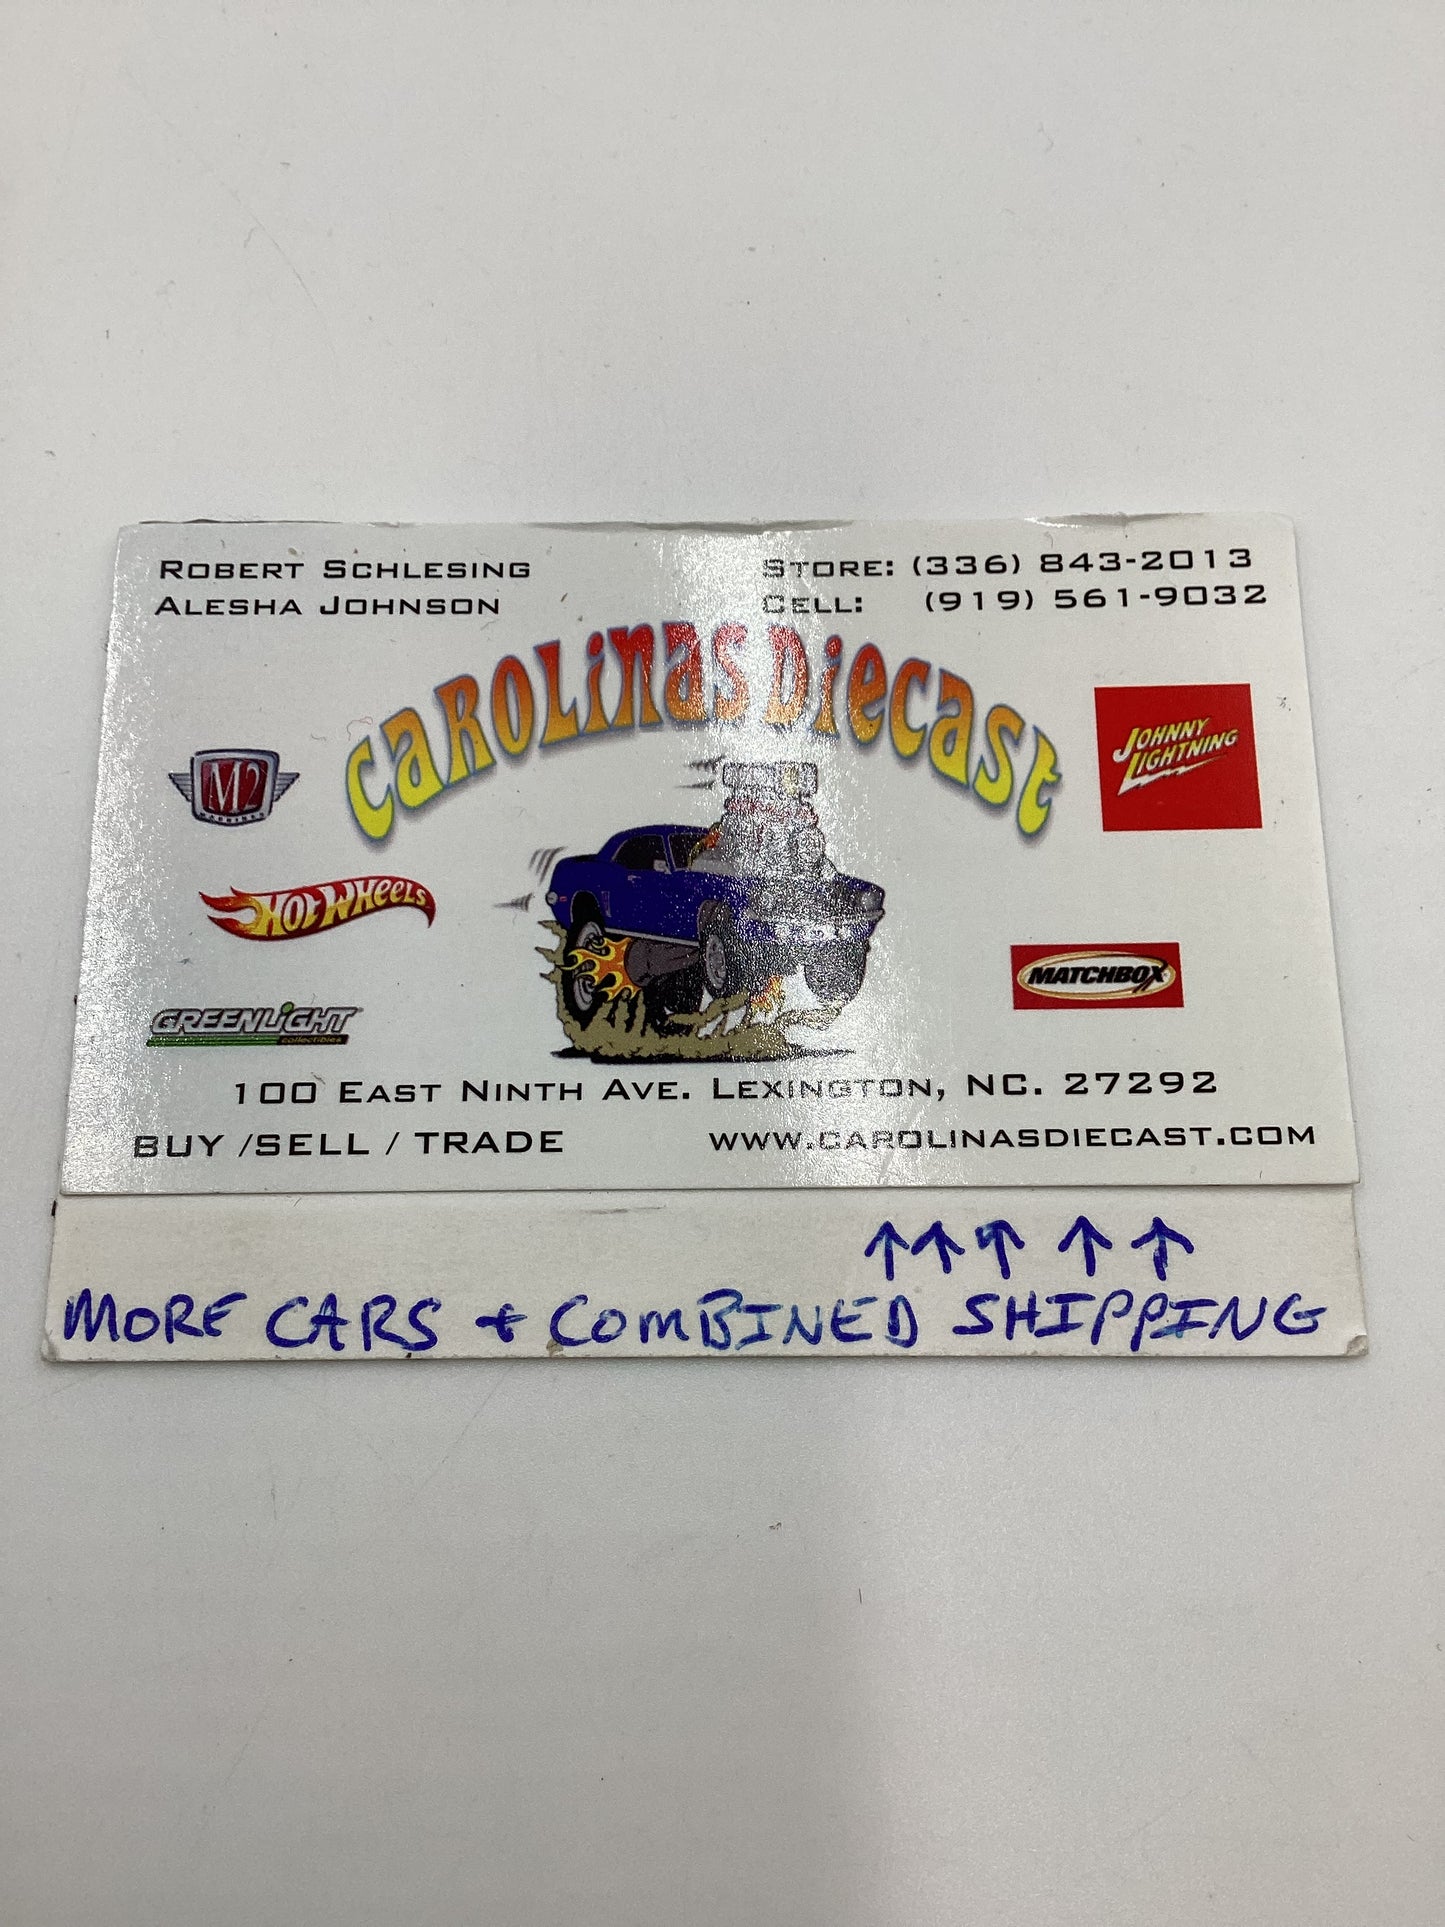 Robert Schlesing
Alesha Johnson
Store: (336) 843-2013
Cell: (919) 561-9032
Carolinas Diecast
M2
MACHINES
Johnny Lightning
Hot Wheels
GREENLiGHT
collectibles
MATCHBOX
100 East Ninth Ave. Lexington, NC. 27292
BUY /SELL / TRADE
www.carolinasdiecast.com
↑↑↑↑↑
MORE CARS + COMBINED SHIPPING